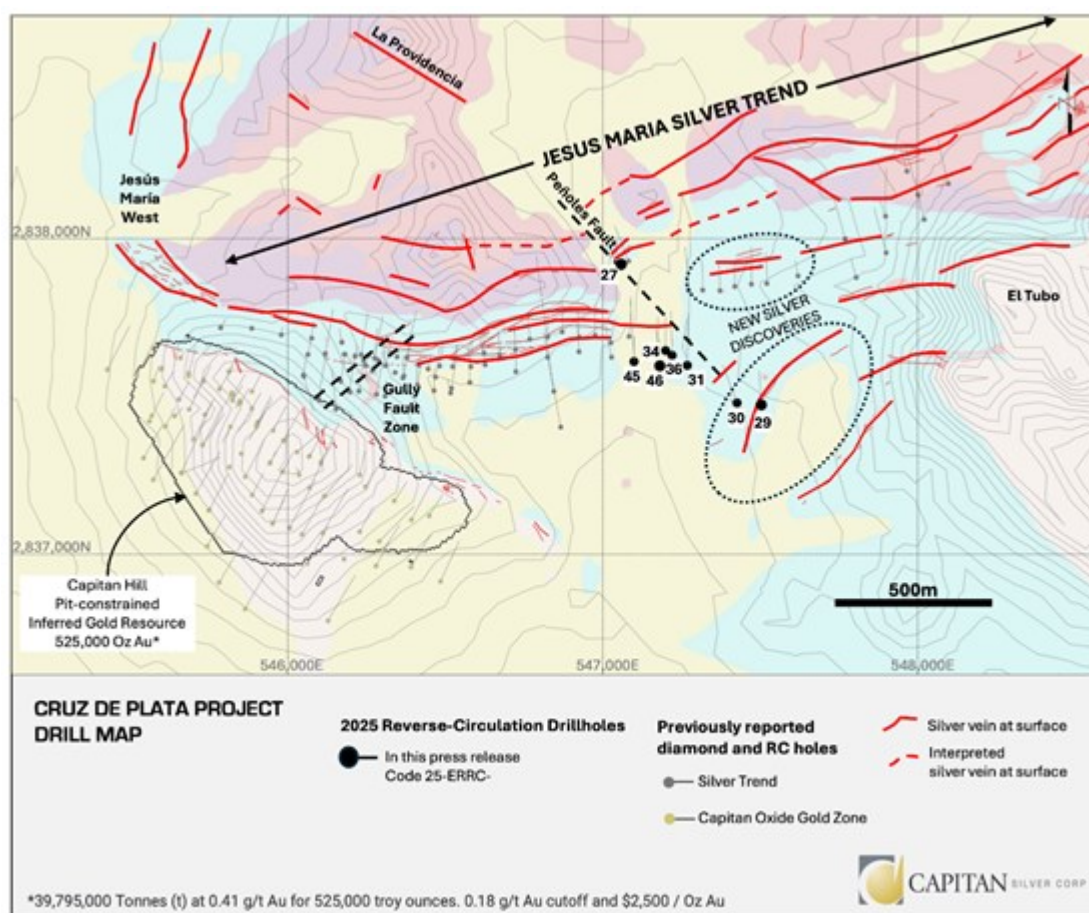 La Providencia
JESUS MARIA SILVER TREND
Jesús
María
West
Peñoles Fault
2,838,000N
27
El Tubo
NEW SILVER
DISCOVERIES
34
36
45
46
31
30
29
Gully
Fault
Zone
2,837,000N
Capitan Hill
Pit-constrained
Inferred Gold Resource
525,000 Oz Au*
500m
546,000E
547,000E
548,000E
CRUZ DE PLATA PROJECT
DRILL MAP
2025 Reverse-Circulation Drillholes
In this press release
Code 25-ERRC-
Previously reported
diamond and RC holes
Silver Trend
Capitan Oxide Gold Zone
Silver vein at surface
Interpreted
silver vein at surface
CAPITAN SILVER CORP
*39,795,000 Tonnes (t) at 0.41 g/t Au for 525,000 troy ounces. 0.18 g/t Au cutoff and $2,500 / Oz Au